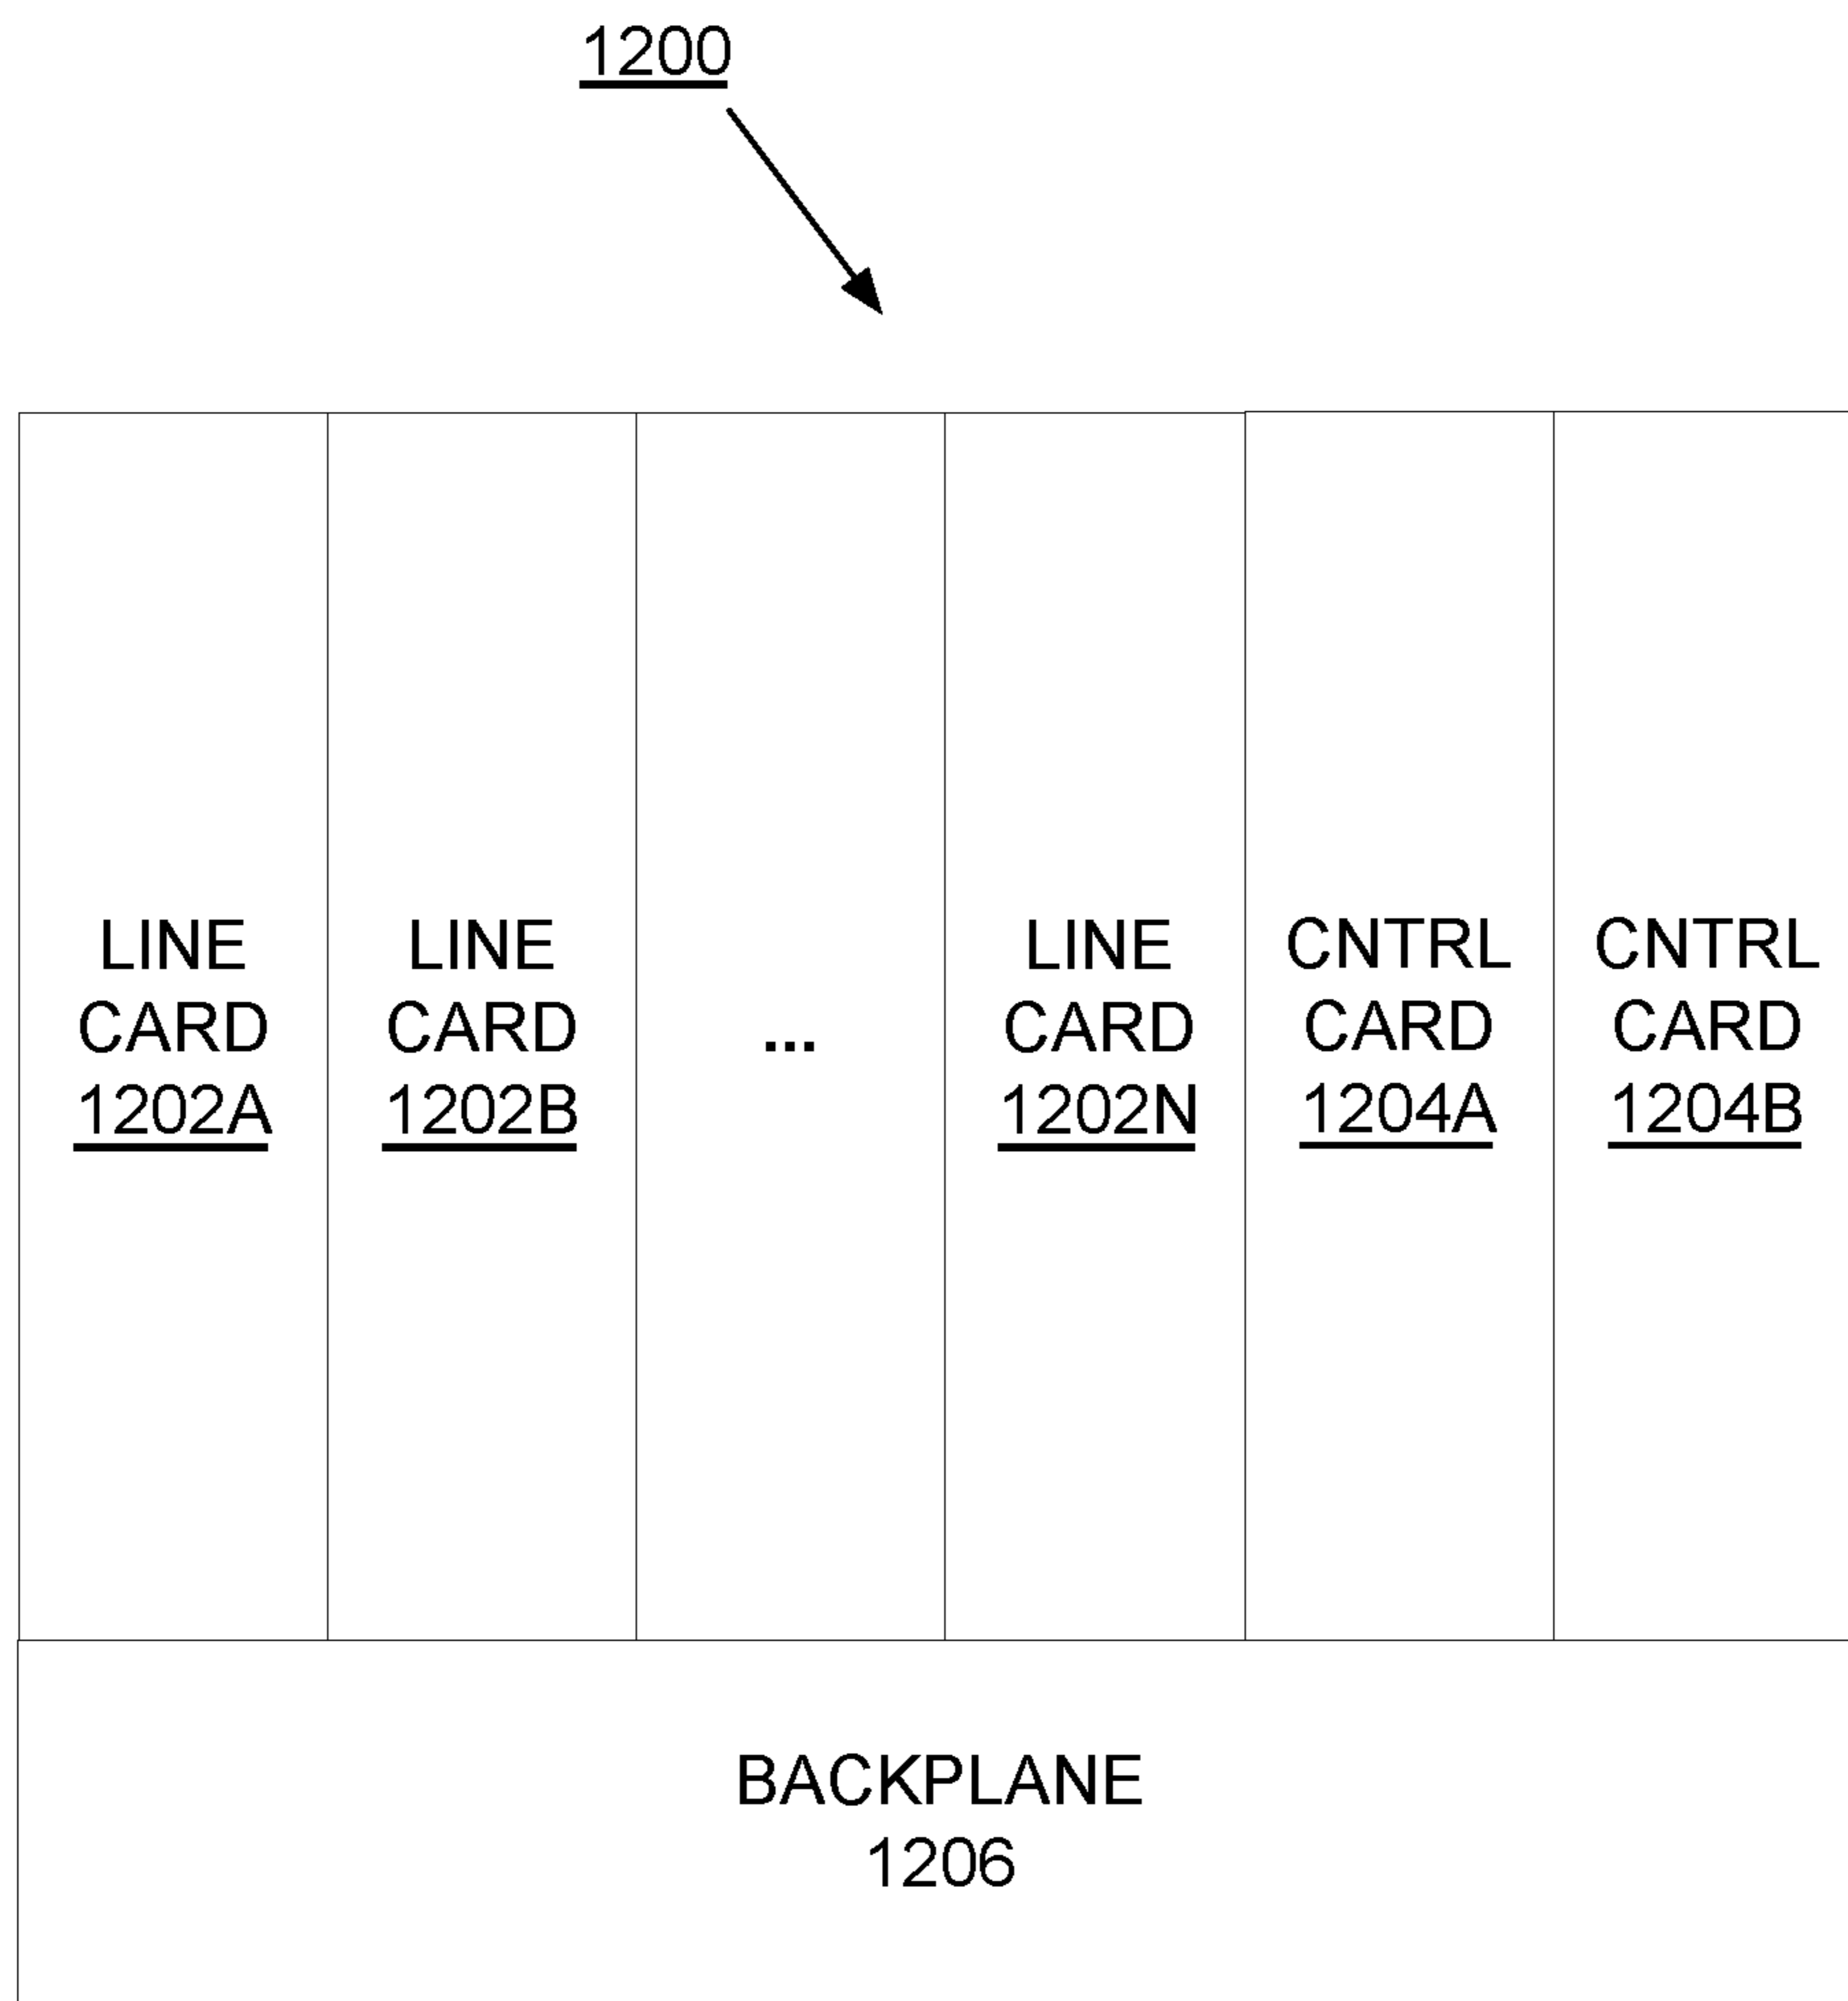 1200
LINE
CARD
1202A
LINE
CARD
1202B
...
LINE
CARD
1202N
CNTRL
CARD
1204A
CNTRL
CARD
1204B
BACKPLANE
1206